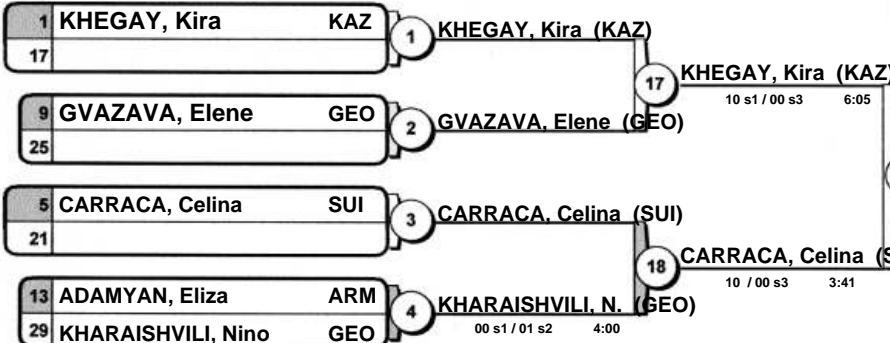 1 KHEGAY, Kira KAZ
17
1
KHEGAY, Kira (KAZ)
9 GVAZAVA, Elene GEO
25
2
GVAZAVA, Elene (GEO)
17
KHEGAY, Kira (KAZ)
10 s1 / 00 s3 6:05
5 CARRACA, Celina SUI
21
3
CARRACA, Celina (SUI)
13 ADAMYAN, Eliza ARM
29 KHARAISHVILI, Nino GEO
4
KHARAISHVILI, N. (GEO)
00 s1 / 01 s2 4:00
18
CARRACA, Celina (S
10 / 00 s3 3:41